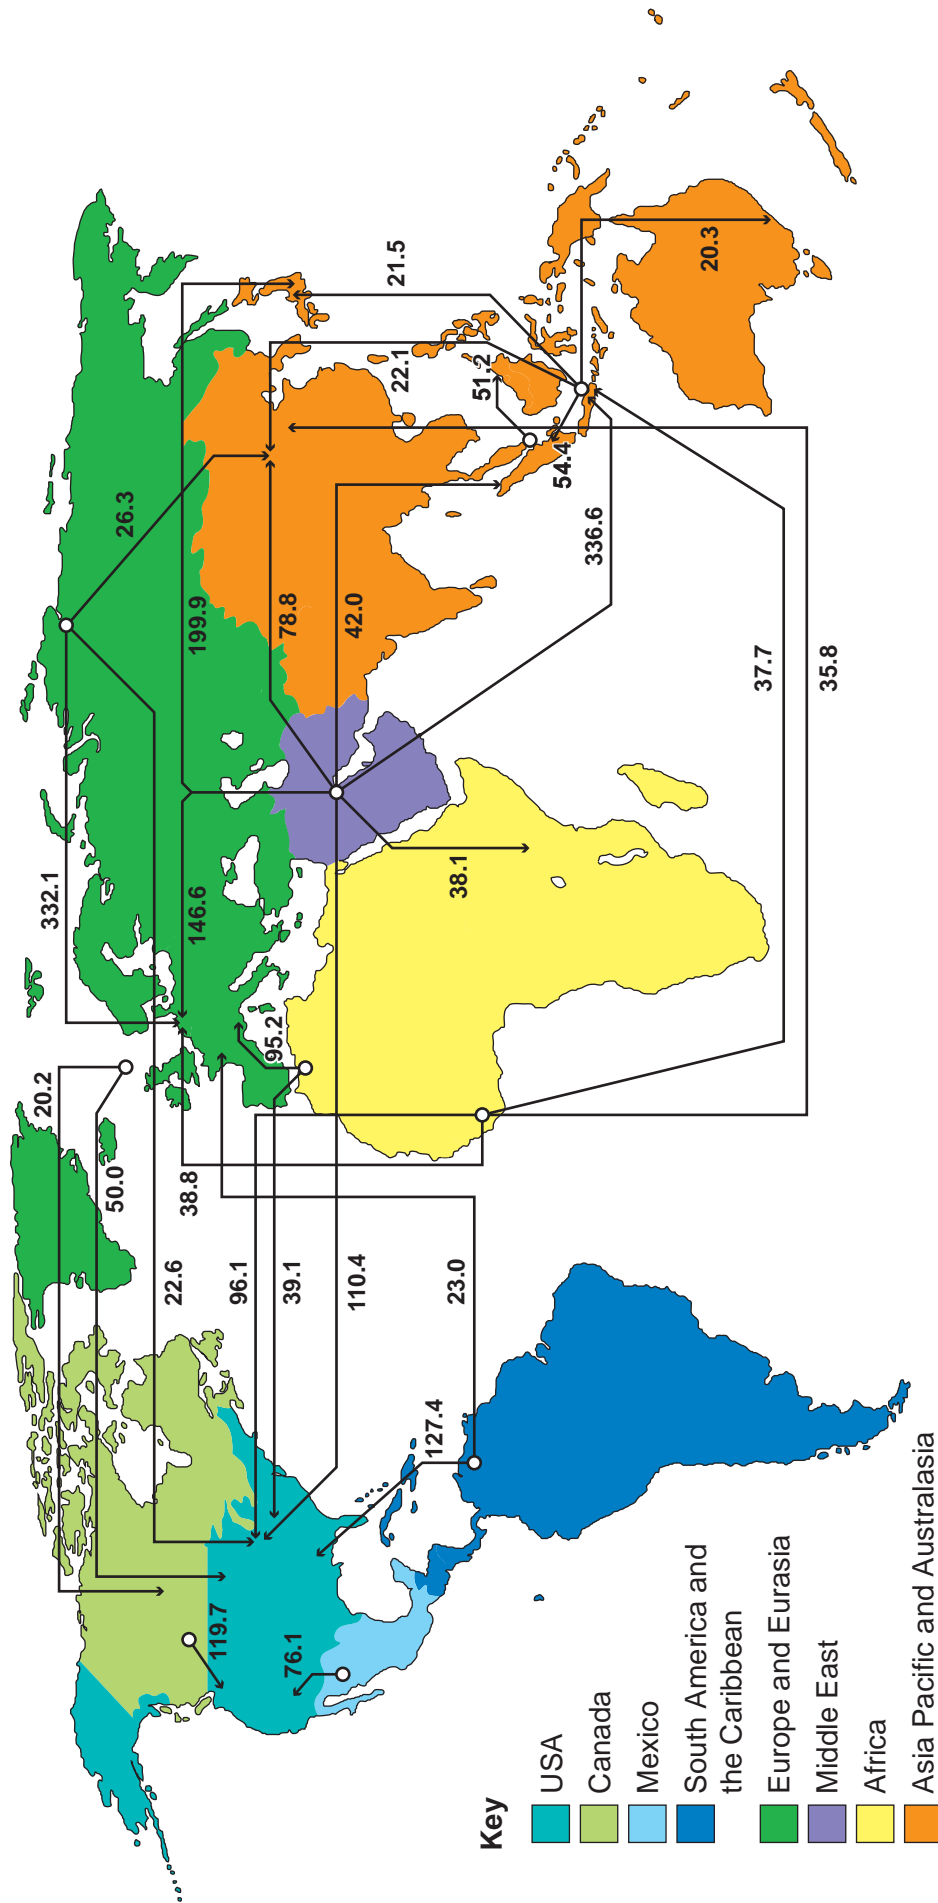 332.1
26.3
20.2
50.0
199.9
146.6
38.8
22.6
21.5
22.1
78.8
42.0
51.2
54.4
95.2
96.1
39.1
110.4
119.7
76.1
127.4
23.0
38.1
336.6
20.3
37.7
35.8
Key
USA
Canada
Mexico
South America and
the Caribbean
Europe and Eurasia
Middle East
Africa
Asia Pacific and Australasia